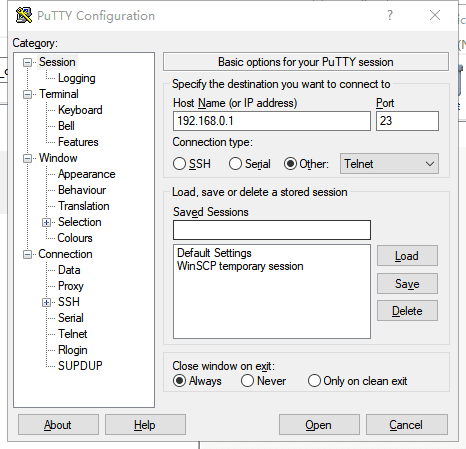 PuTTY Configuration
?
Category:
Session
Logging
Terminal
Keyboard
Bell
Features
Window
Appearance
Behaviour
Translation
Selection
Colours
Connection
Data
Proxy
SSH
Serial
Telnet
Rlogin
SUPDUP
Basic options for your PuTTY session
Specify the destination you want to connect to
Host Name (or IP address) Port
192.168.0.1 23
Connection type:
SSH Serial Other: Telnet
Load, save or delete a stored session
Saved Sessions
Default Settings
WinSCP temporary session
Load
Save
Delete
Close window on exit:
Always Never Only on clean exit
About Help Open Cancel